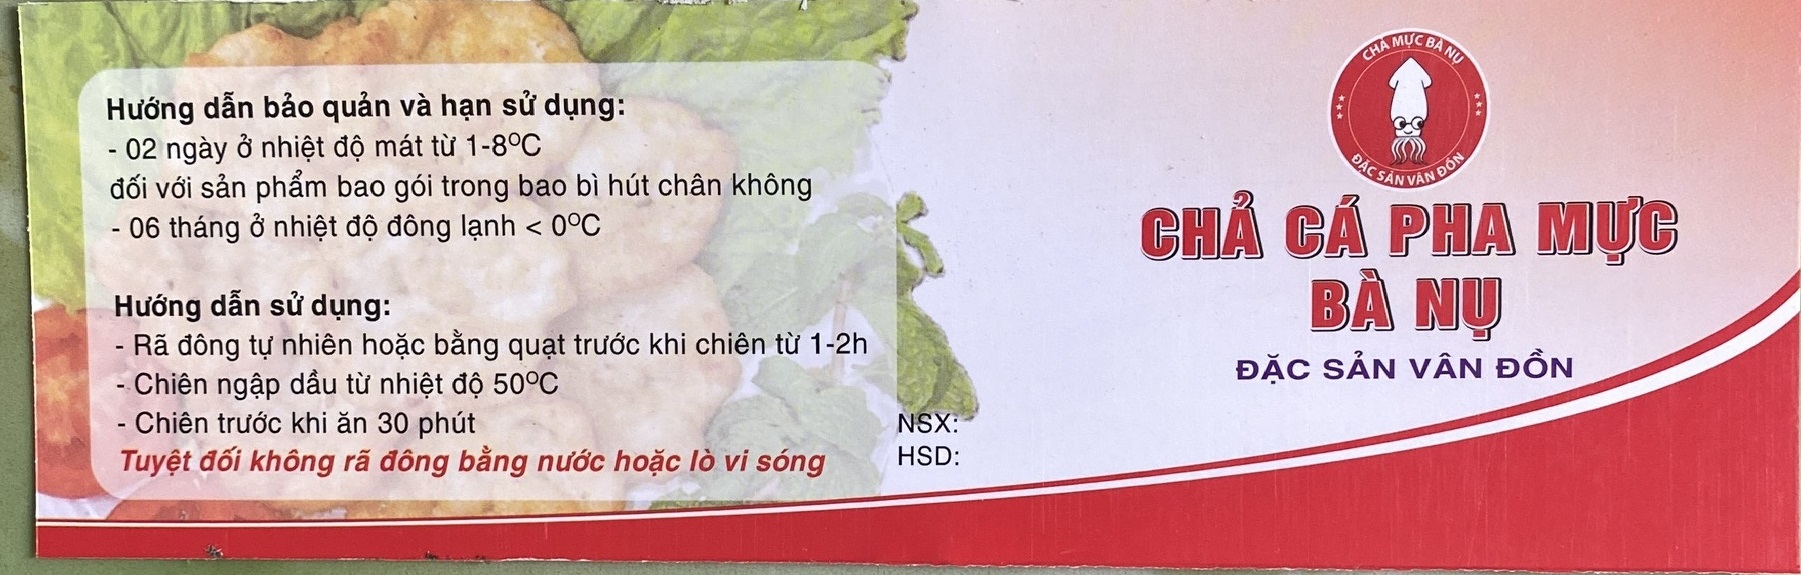 Hướng dẫn bảo quản và hạn sử dụng:
- 02 ngày ở nhiệt độ mát từ 1-8⁰C
đối với sản phẩm bao gói trong bao bì hút chân không
- 06 tháng ở nhiệt độ đông lạnh < 0⁰C
Hướng dẫn sử dụng:
- Rã đông tự nhiên hoặc bằng quạt trước khi chiên từ 1-2h
- Chiên ngập dầu từ nhiệt độ 50⁰C
- Chiên trước khi ăn 30 phút
Tuyệt đối không rã đông bằng nước hoặc lò vi sóng
NSX:
HSD:
CHẢ MỰC BÀ NỤ
ĐẶC SẢN VÂN ĐỒN
CHẢ CÁ PHA MỰC
BÀ NỤ
ĐẶC SẢN VÂN ĐỒN